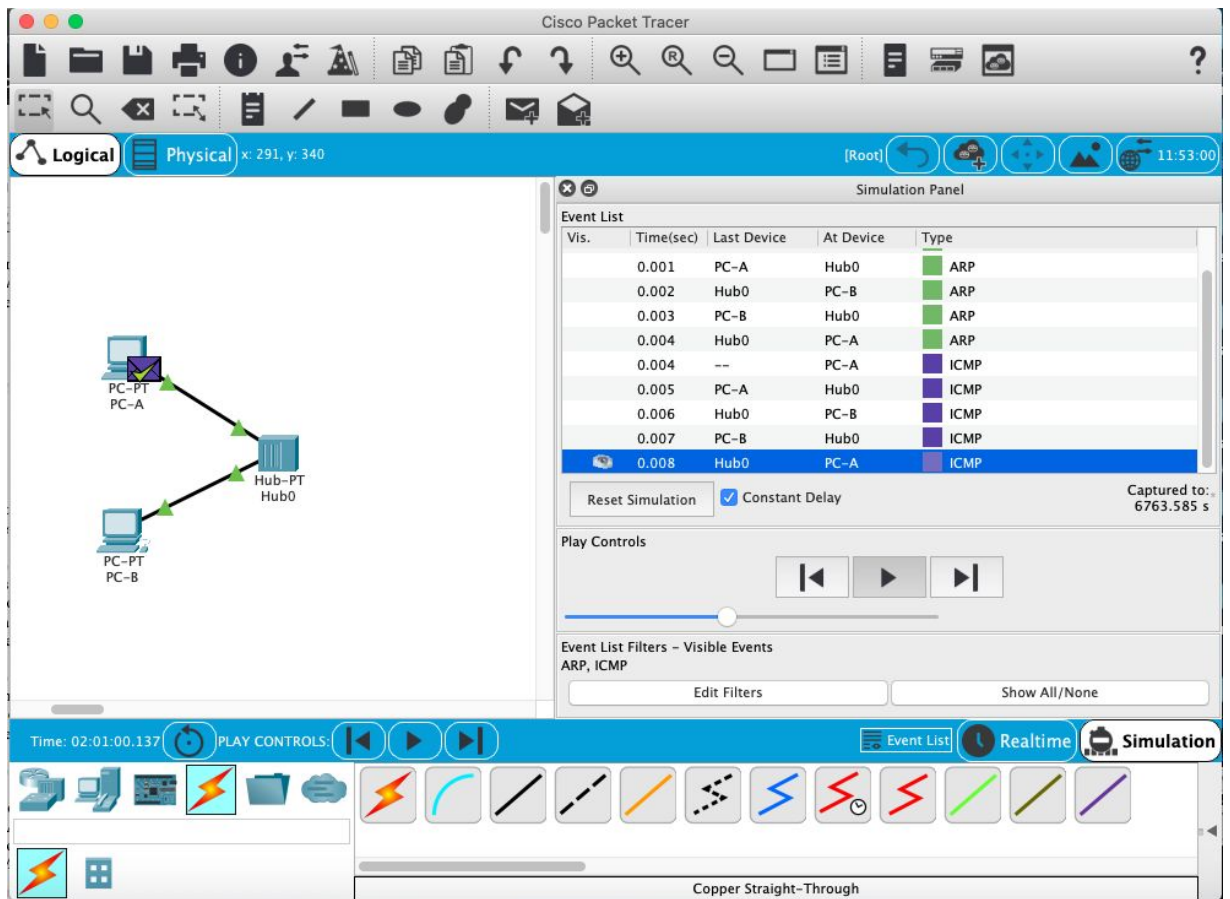 Cisco Packet Tracer
Logical Physical x: 291, y: 340 [Root] 11:53:00
Simulation Panel
Event List
Vis. Time(sec) Last Device At Device Type
0.001 PC-A Hub0 ARP
0.002 Hub0 PC-B ARP
0.003 PC-B Hub0 ARP
0.004 Hub0 PC-A ARP
0.004 -- PC-A ICMP
0.005 PC-A Hub0 ICMP
0.006 Hub0 PC-B ICMP
0.007 PC-B Hub0 ICMP
0.008 Hub0 PC-A ICMP
PC-PT
PC-A
Hub-PT
Hub0
PC-PT
PC-B
Reset Simulation Constant Delay Captured to:
6763.585 s
Play Controls
Event List Filters - Visible Events
ARP, ICMP
Edit Filters Show All/None
Time: 02:01:00.137 PLAY CONTROLS: Event List Realtime Simulation
Copper Straight-Through